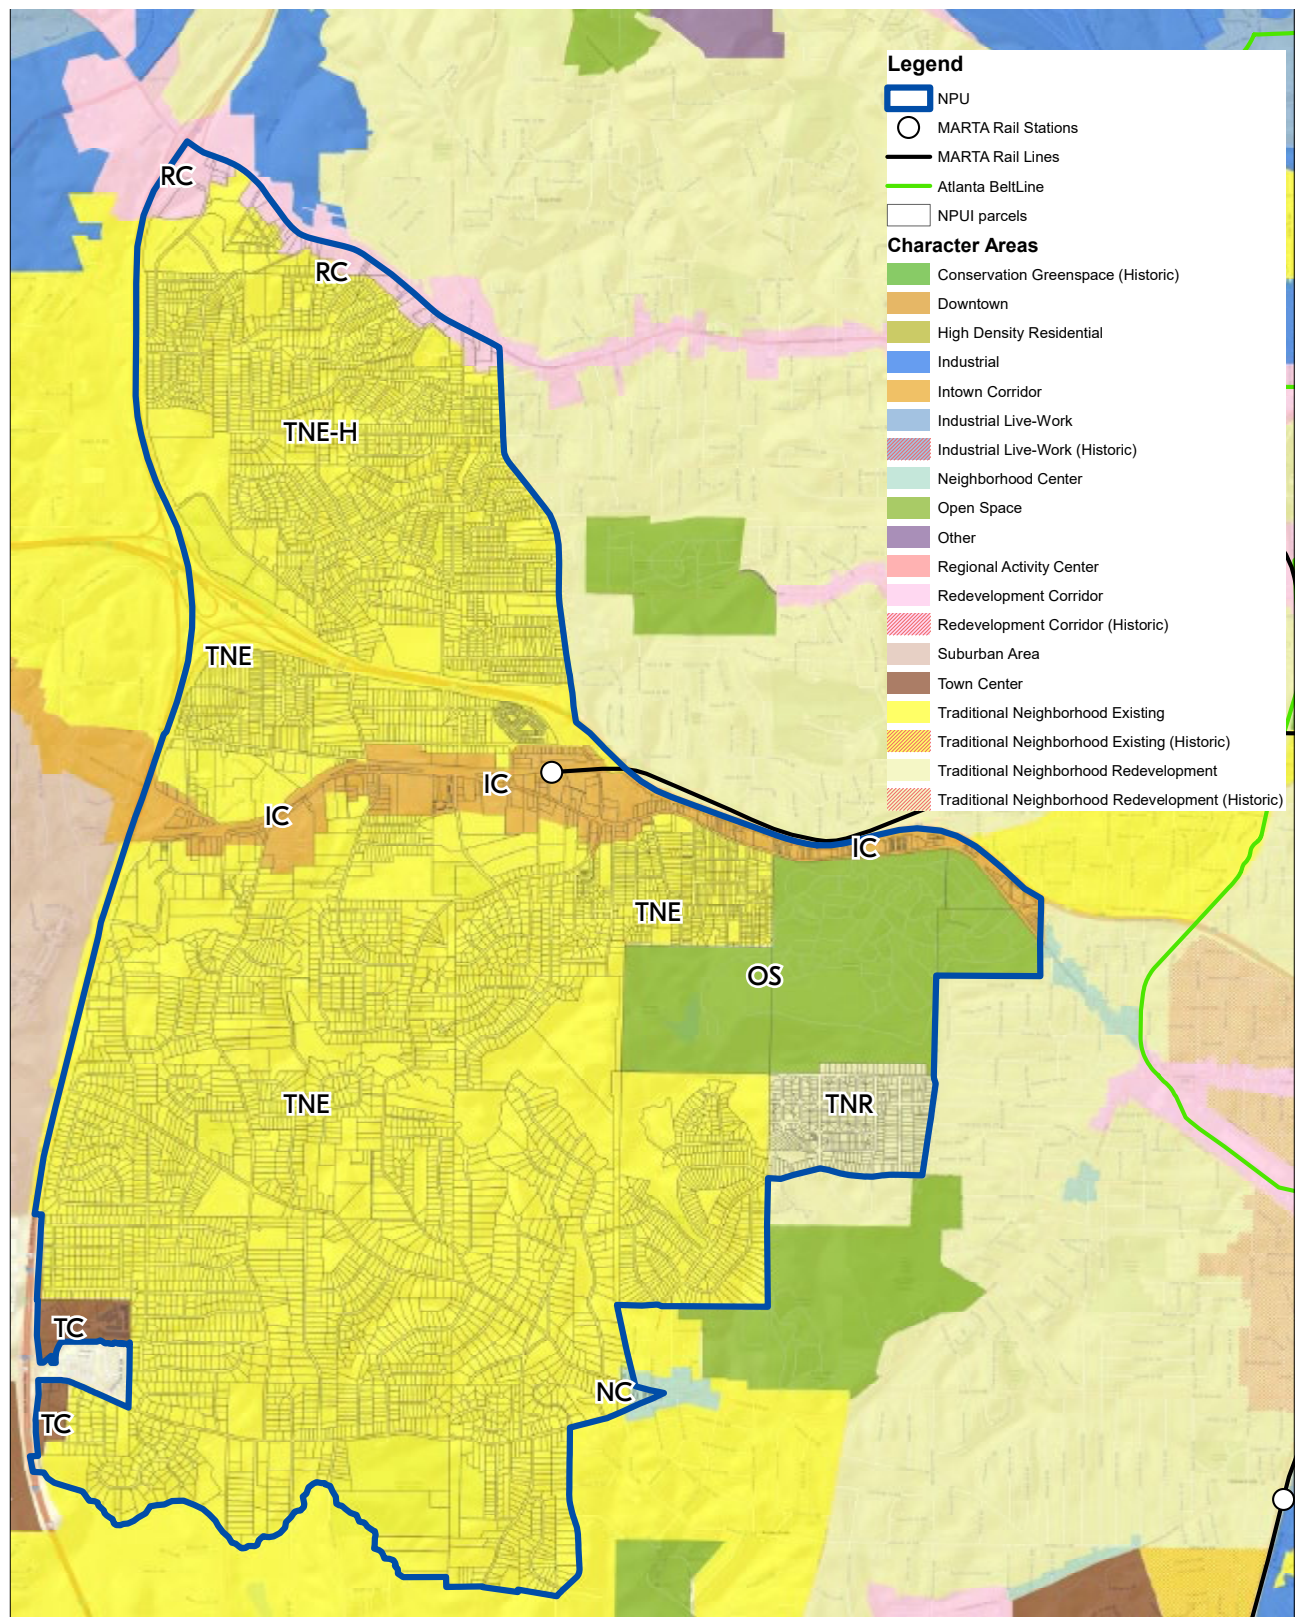 Legend
NPU
MARTA Rail Stations
MARTA Rail Lines
Atlanta BeltLine
NPUI parcels
Character Areas
Conservation Greenspace (Historic)
Downtown
High Density Residential
Industrial
Intown Corridor
Industrial Live-Work
Industrial Live-Work (Historic)
Neighborhood Center
Open Space
Other
Regional Activity Center
Redevelopment Corridor
Redevelopment Corridor (Historic)
Suburban Area
Town Center
Traditional Neighborhood Existing
Traditional Neighborhood Existing (Historic)
Traditional Neighborhood Redevelopment
Traditional Neighborhood Redevelopment (Historic)
RC
RC
TNE-H
TNE
IC
IC
IC
TNE
OS
TNE
TNR
TC
NC
TC